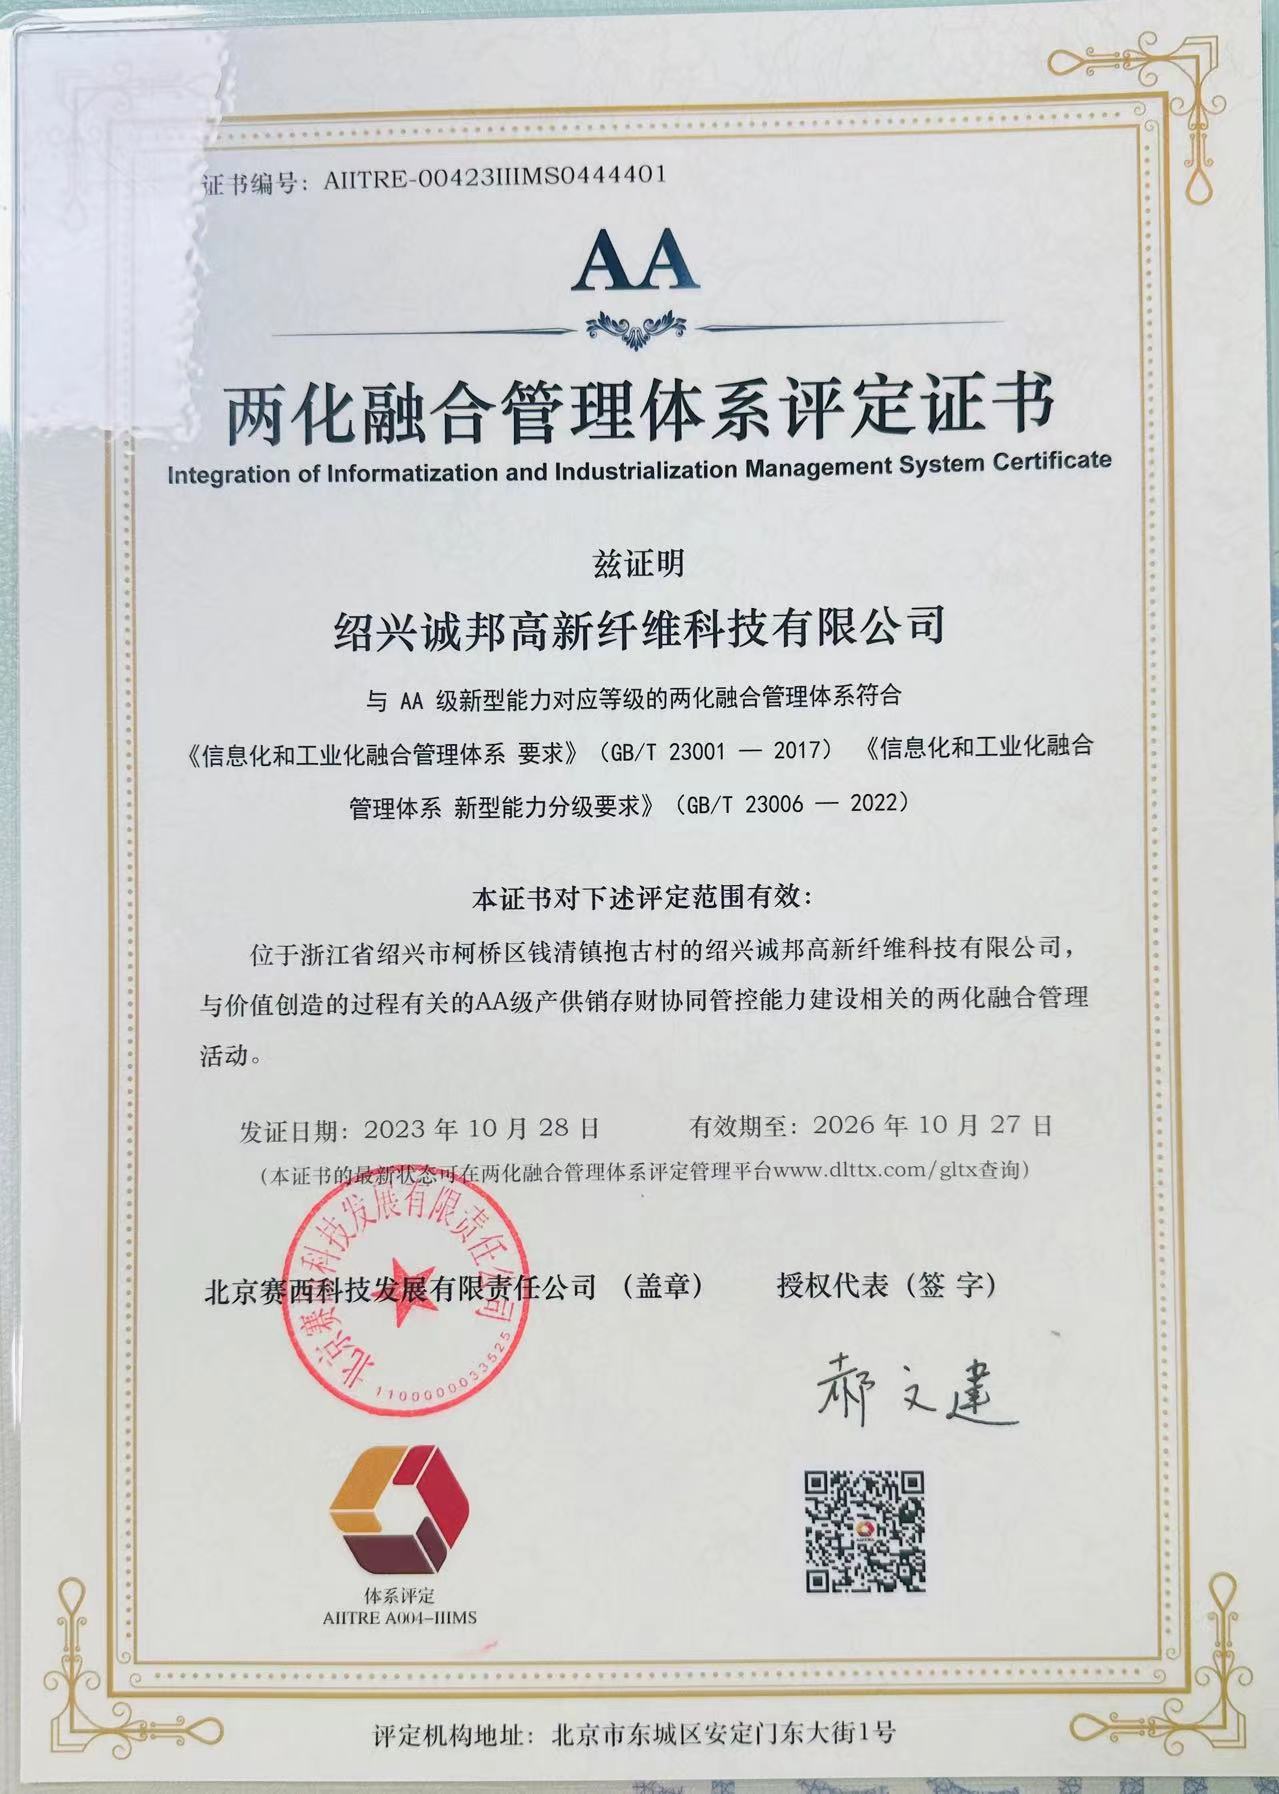 证书编号：AIITRE-00423IIIMS0444401
AA
两化融合管理体系评定证书
Integration of Informatization and Industrialization Management System Certificate
兹证明
绍兴诚邦高新纤维科技有限公司
与 AA 级新型能力对应等级的两化融合管理体系符合
《信息化和工业化融合管理体系 要求》（GB/T 23001 — 2017） 《信息化和工业化融合
管理体系 新型能力分级要求》（GB/T 23006 — 2022）
本证书对下述评定范围有效：
位于浙江省绍兴市柯桥区钱清镇抱古村的绍兴诚邦高新纤维科技有限公司，
与价值创造的过程有关的AA级产供销存财协同管控能力建设相关的两化融合管理
活动。
发证日期：2023 年 10 月 28 日 有效期至：2026 年 10 月 27 日
（本证书的最新状态可在两化融合管理体系评定管理平台www.dlttx.com/gltx查询）
北京赛西科技发展有限责任公司 （盖章） 授权代表（签 字）
北京赛西科技发展有限责任公司
1100000033525
郝文建
体系评定
AIITRE A004-IIIMS
评定机构地址：北京市东城区安定门东大街1号